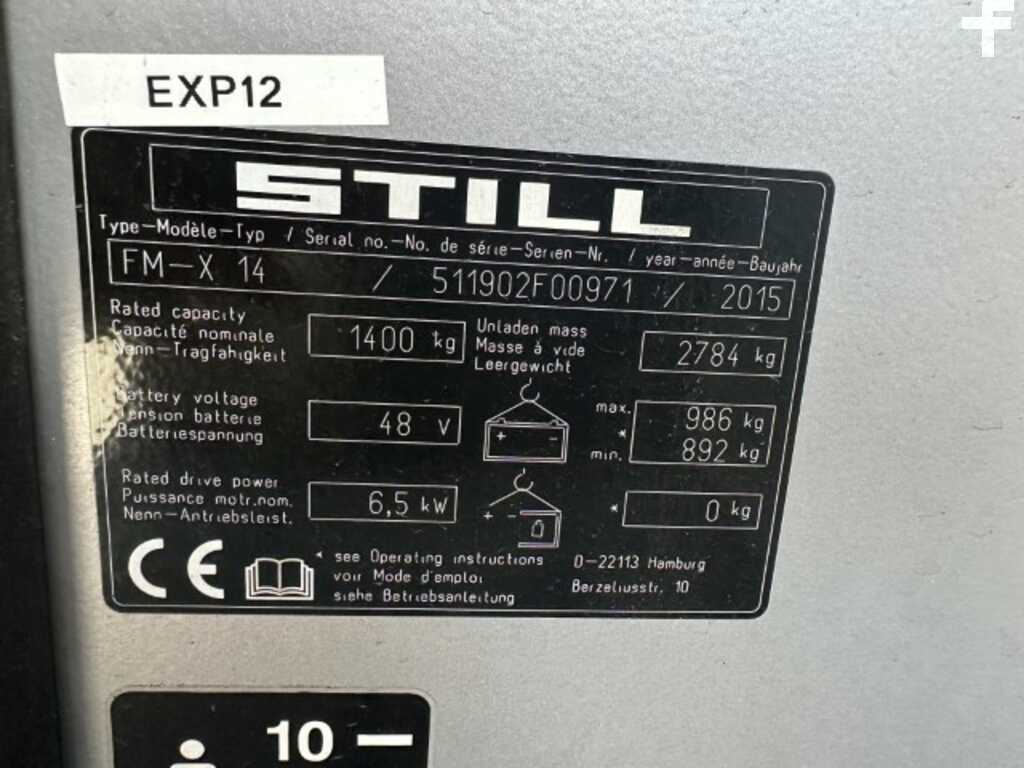 f
EXP12
STILL
Type-Modèle-Typ / Serial no.-No. de série-Serien-Nr. / year-année-Baujahr
FM-X 14 / 511902F00971 / 2015
Rated capacity
Capacité nominale
Nenn-Tragfähigkeit
1400 kg
Unladen mass
Masse à vide
Leergewicht
2784 kg
Battery voltage
Tension batterie
Batteriespannung
48 V
+ -
max. 986 kg
*
min. 892 kg
Rated drive power
Puissance motr.nom.
Nenn-Antriebsleist.
6,5 kW
+ -
* 0 kg
CE
* see Operating instructions
voir Mode d'emploi
siehe Betriebsanleitung
D-22113 Hamburg
Berzeliusstr. 10
10 -